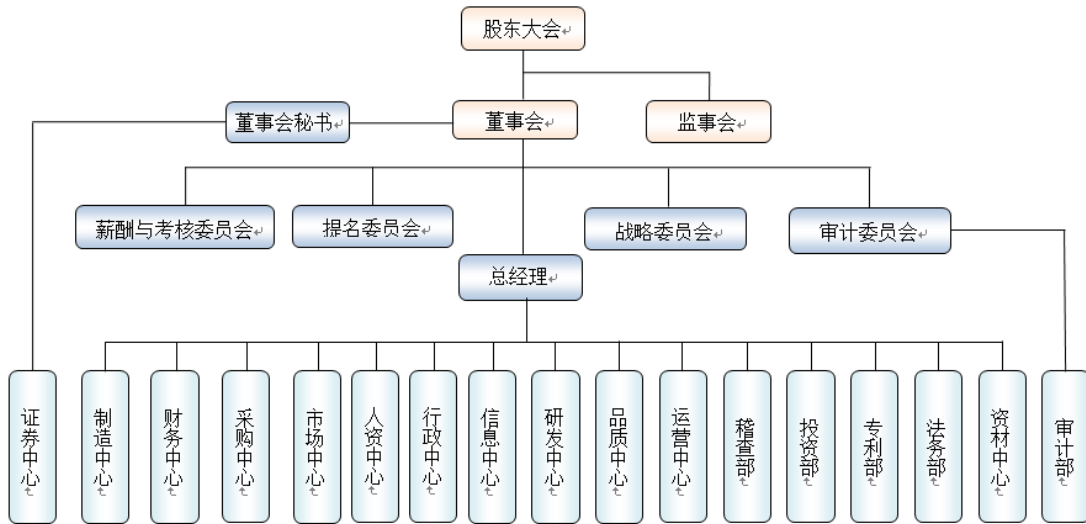 股东大会
董事会秘书
董事会
监事会
薪酬与考核委员会
提名委员会
战略委员会
审计委员会
总经理
证券中心
制造中心
财务中心
采购中心
市场中心
人资中心
行政中心
信息中心
研发中心
品质中心
运营中心
稽查部
投资部
专利部
法务部
资材中心
审计部